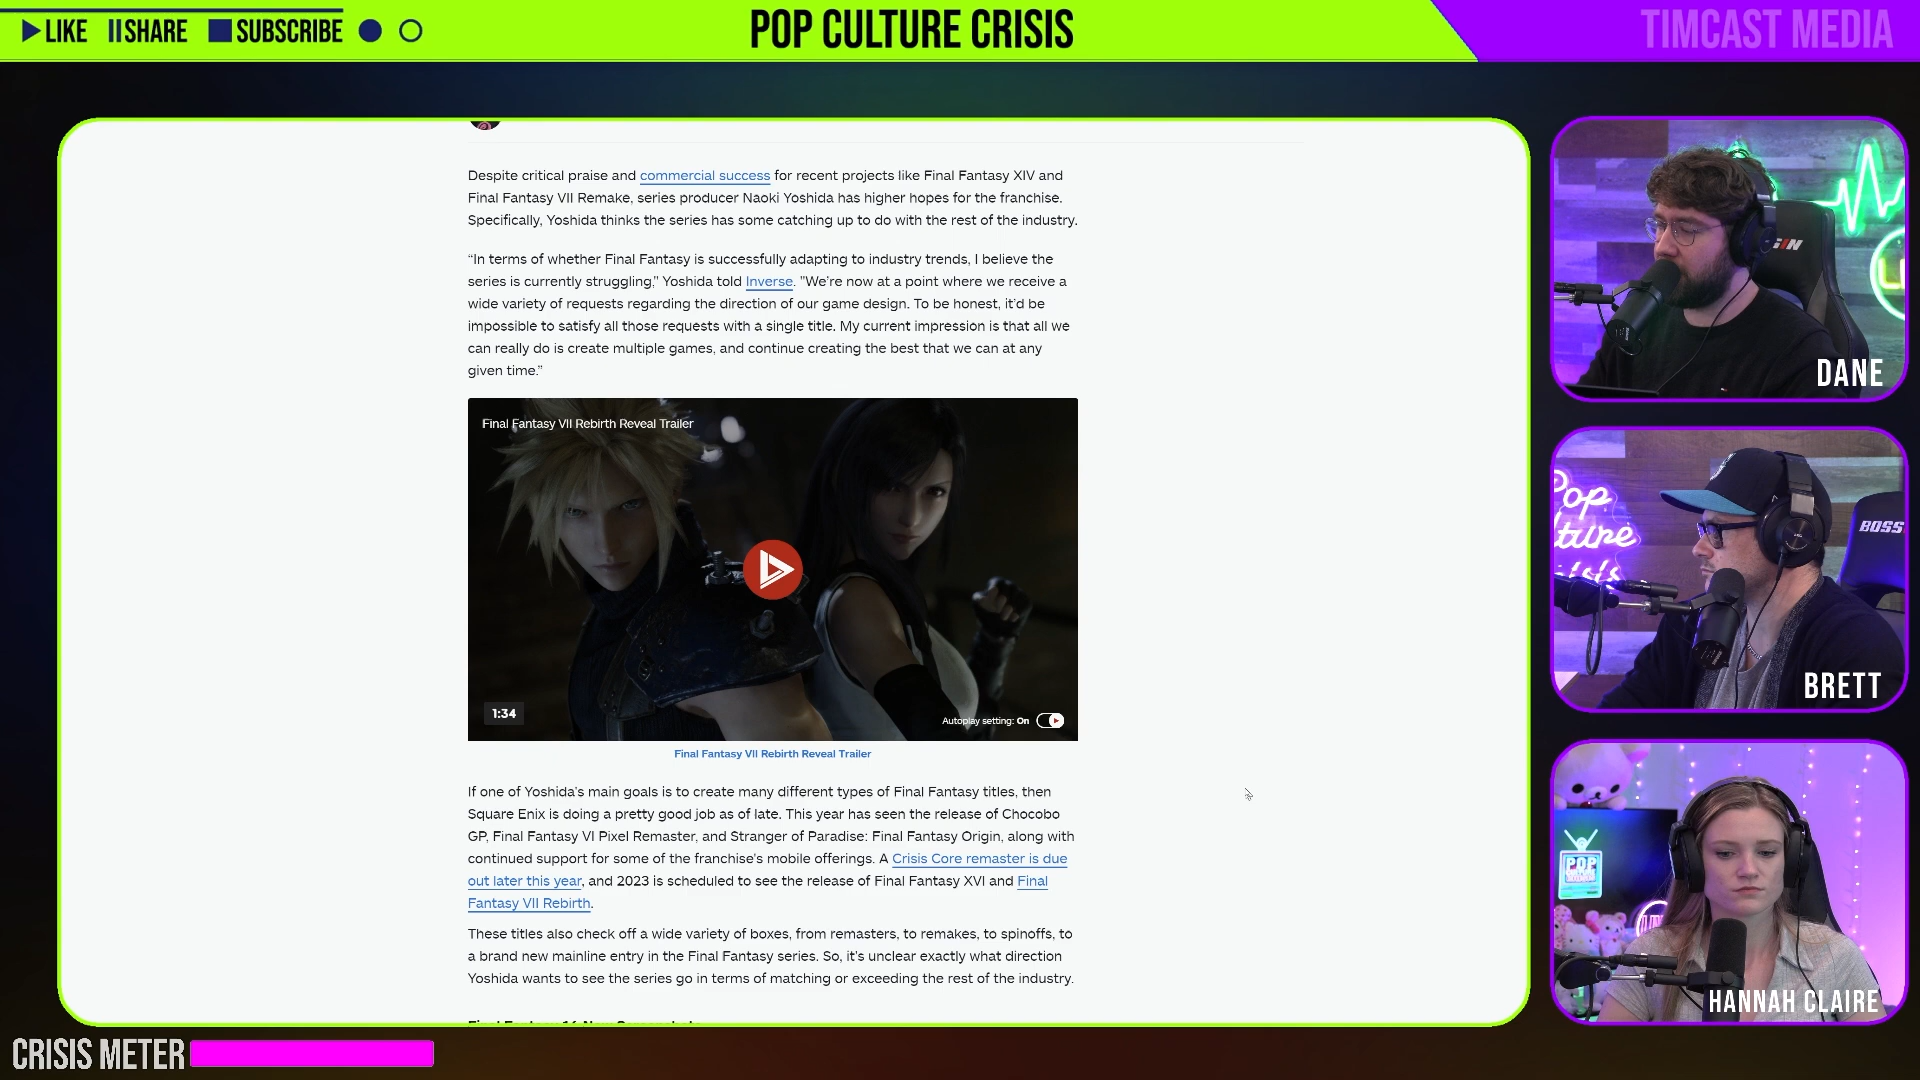 LIKE SHARE SUBSCRIBE
POP CULTURE CRISIS
TIMCAST MEDIA
Despite critical praise and commercial success for recent projects like Final Fantasy XIV and
Final Fantasy VII Remake, series producer Naoki Yoshida has higher hopes for the franchise.
Specifically, Yoshida thinks the series has some catching up to do with the rest of the industry.
“In terms of whether Final Fantasy is successfully adapting to industry trends, I believe the
series is currently struggling,” Yoshida told Inverse. "We’re now at a point where we receive a
wide variety of requests regarding the direction of our game design. To be honest, it’d be
impossible to satisfy all those requests with a single title. My current impression is that all we
can really do is create multiple games, and continue creating the best that we can at any
given time.”
Final Fantasy VII Rebirth Reveal Trailer
1:34
Autoplay setting: On
Final Fantasy VII Rebirth Reveal Trailer
If one of Yoshida’s main goals is to create many different types of Final Fantasy titles, then
Square Enix is doing a pretty good job as of late. This year has seen the release of Chocobo
GP, Final Fantasy VI Pixel Remaster, and Stranger of Paradise: Final Fantasy Origin, along with
continued support for some of the franchise’s mobile offerings. A Crisis Core remaster is due
out later this year, and 2023 is scheduled to see the release of Final Fantasy XVI and Final
Fantasy VII Rebirth.
These titles also check off a wide variety of boxes, from remasters, to remakes, to spinoffs, to
a brand new mainline entry in the Final Fantasy series. So, it’s unclear exactly what direction
Yoshida wants to see the series go in terms of matching or exceeding the rest of the industry.
DANE
Pop
BOSS
BRETT
POP
HANNAH CLAIRE
CRISIS METER